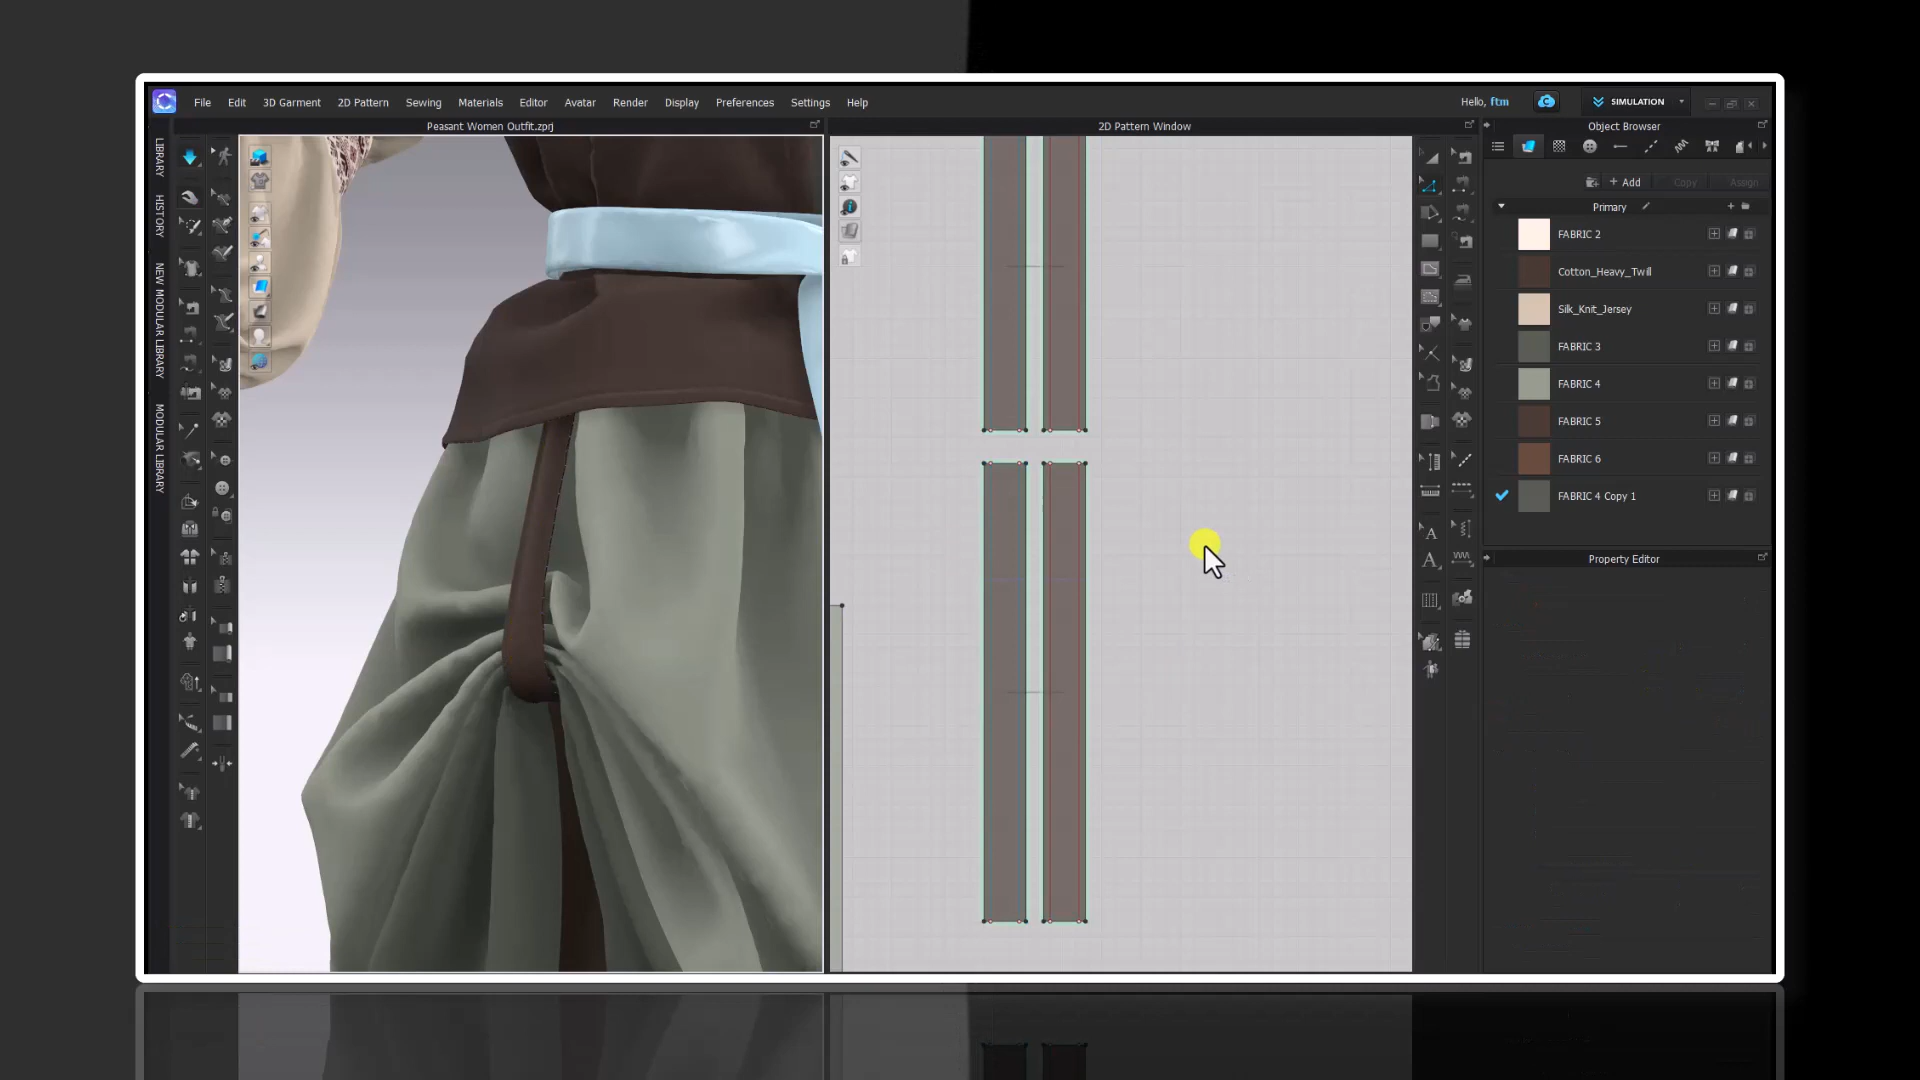 File Edit 3D Garment 2D Pattern Sewing Materials Editor Avatar Render Display Preferences Settings Help
Hello, ftm
SIMULATION
Peasant Women Outfit.zprj
2D Pattern Window
Object Browser
LIBRARY
HISTORY
NEW MODULAR LIBRARY
MODULAR LIBRARY
+ Add
Copy
Assign
Primary
FABRIC 2
Cotton_Heavy_Twill
Silk_Knit_Jersey
FABRIC 3
FABRIC 4
FABRIC 5
FABRIC 6
FABRIC 4 Copy 1
Property Editor